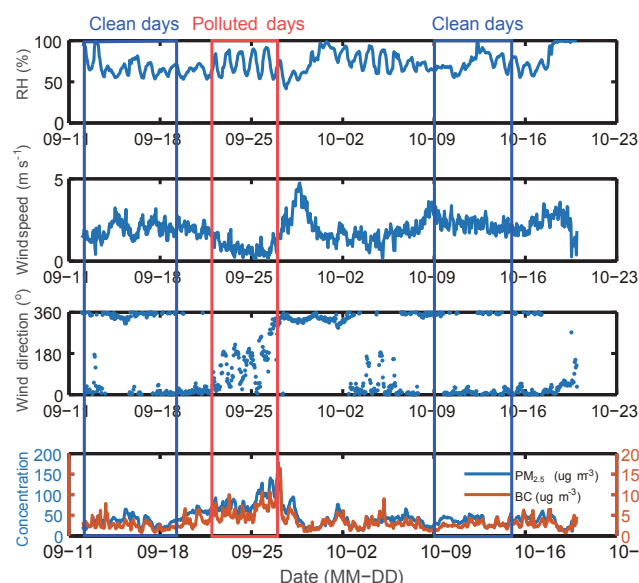 Clean days Polluted days Clean days
100
50
0
RH (%)
09−11 09−18 09−25 10−02 10−09 10−16 10−23
5
0
Windspeed (m s⁻¹)
09−11 09−18 09−25 10−02 10−09 10−16 10−23
360
180
0
Wind direction (º)
09−11 09−18 09−25 10−02 10−09 10−16 10−23
200
150
100
50
0
Concentration
PM2.5 (ug m-3)
BC (ug m-3)
20
15
10
5
0
09−11 09−18 09−25 10−02 10−09 10−16 10−
Date (MM−DD)